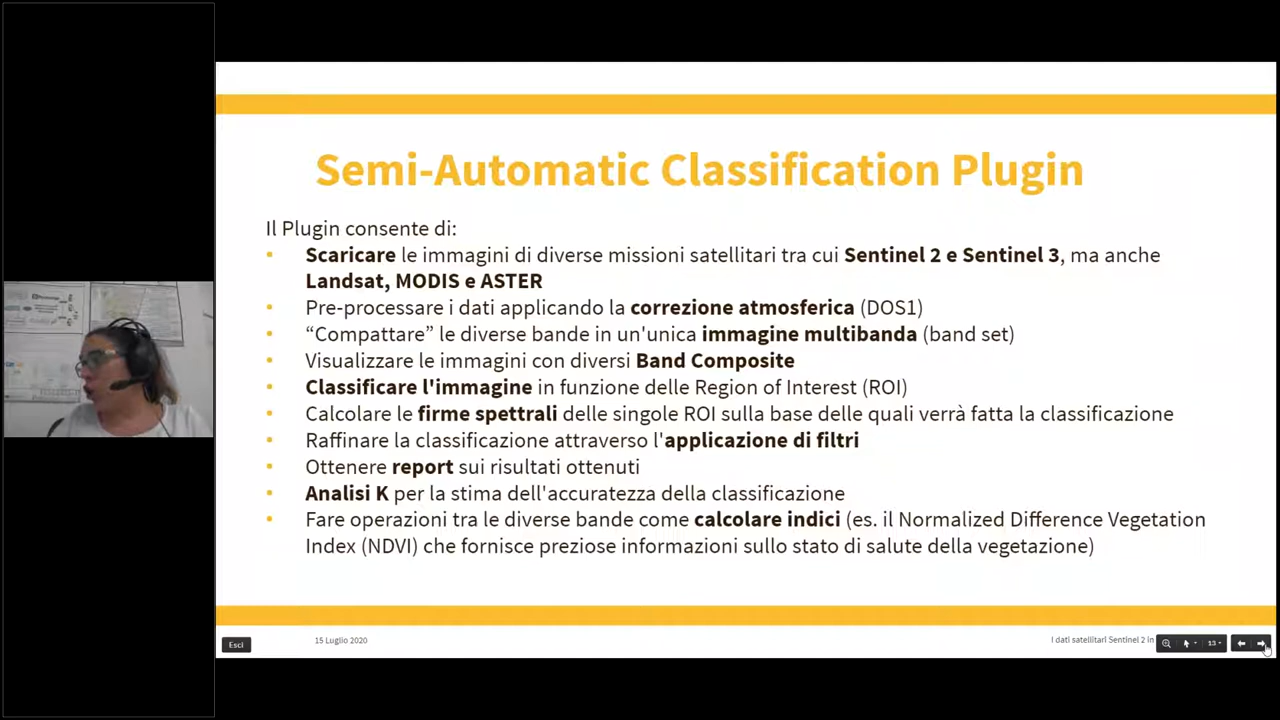 Semi-Automatic Classification Plugin
Il Plugin consente di:
• Scaricare le immagini di diverse missioni satellitari tra cui Sentinel 2 e Sentinel 3, ma anche
Landsat, MODIS e ASTER
• Pre-processare i dati applicando la correzione atmosferica (DOS1)
• “Compattare” le diverse bande in un'unica immagine multibanda (band set)
• Visualizzare le immagini con diversi Band Composite
• Classificare l'immagine in funzione delle Region of Interest (ROI)
• Calcolare le firme spettrali delle singole ROI sulla base delle quali verrà fatta la classificazione
• Raffinare la classificazione attraverso l'applicazione di filtri
• Ottenere report sui risultati ottenuti
• Analisi K per la stima dell'accuratezza della classificazione
• Fare operazioni tra le diverse bande come calcolare indici (es. il Normalized Difference Vegetation
Index (NDVI) che fornisce preziose informazioni sullo stato di salute della vegetazione)
Esci
15 Luglio 2020
I dati satellitari Sentinel 2 in
13